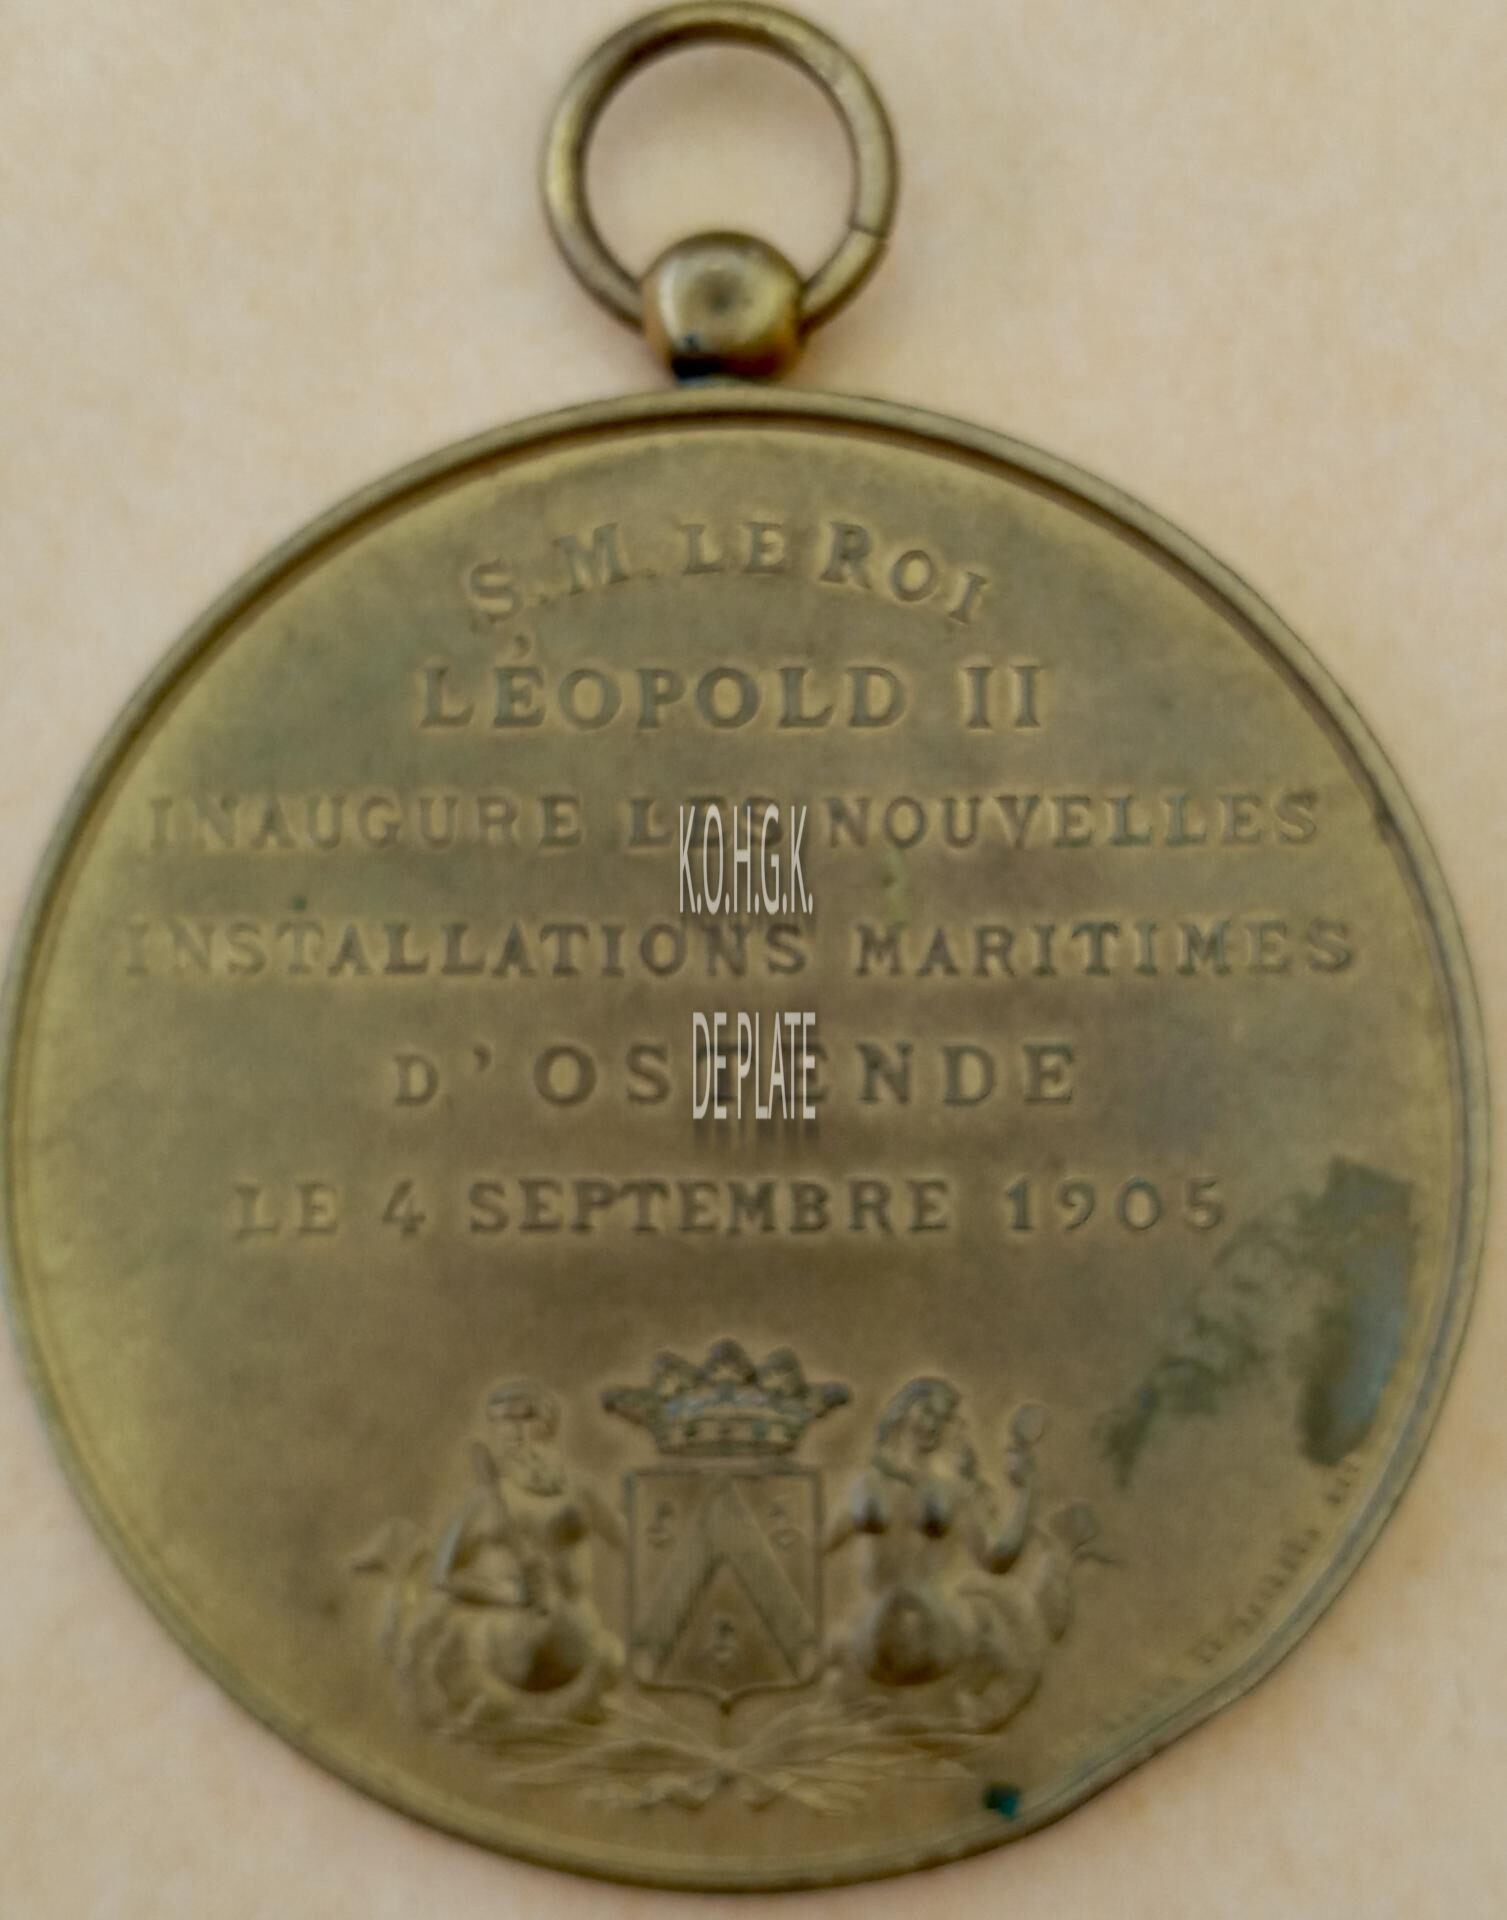 S. M. LE ROI
LÉOPOLD II
INAUGURE LES NOUVELLES
K.O.H.G.K.
INSTALLATIONS MARITIMES
DE PLATE
D'OSTENDE
LE 4 SEPTEMBRE 1905